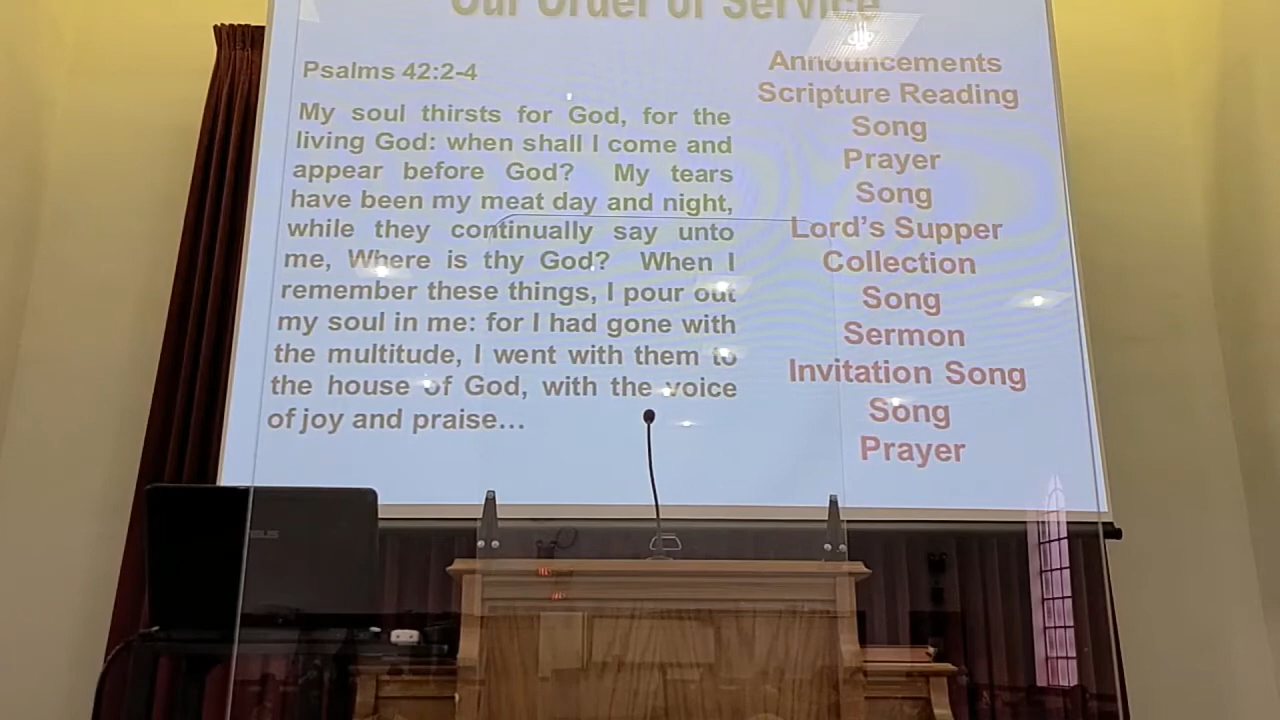 Our Order of Service
Psalms 42:2-4
My soul thirsts for God, for the
living God: when shall I come and
appear before God? My tears
have been my meat day and night,
while they continually say unto
me, Where is thy God? When I
remember these things, I pour out
my soul in me: for I had gone with
the multitude, I went with them to
the house of God, with the voice
of joy and praise...
Announcements
Scripture Reading
Song
Prayer
Song
Lord's Supper
Collection
Song
Sermon
Invitation Song
Song
Prayer
ASUS